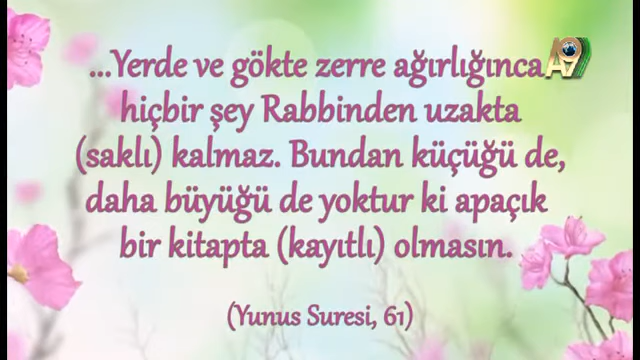 ...Yerde ve gökte zerre ağırlığınca
hiçbir şey Rabbinden uzakta
(saklı) kalmaz. Bundan küçüğü de,
daha büyüğü de yoktur ki apaçık
bir kitapta (kayıtlı) olmasın.
(Yunus Suresi, 61)
A9